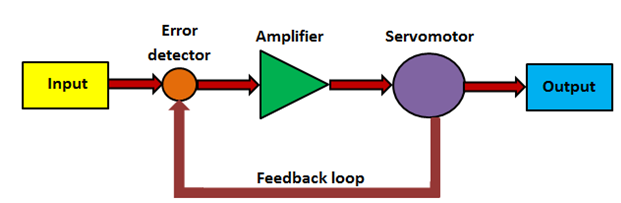 Error
detector
Amplifier
Servomotor
Input
Output
Feedback loop